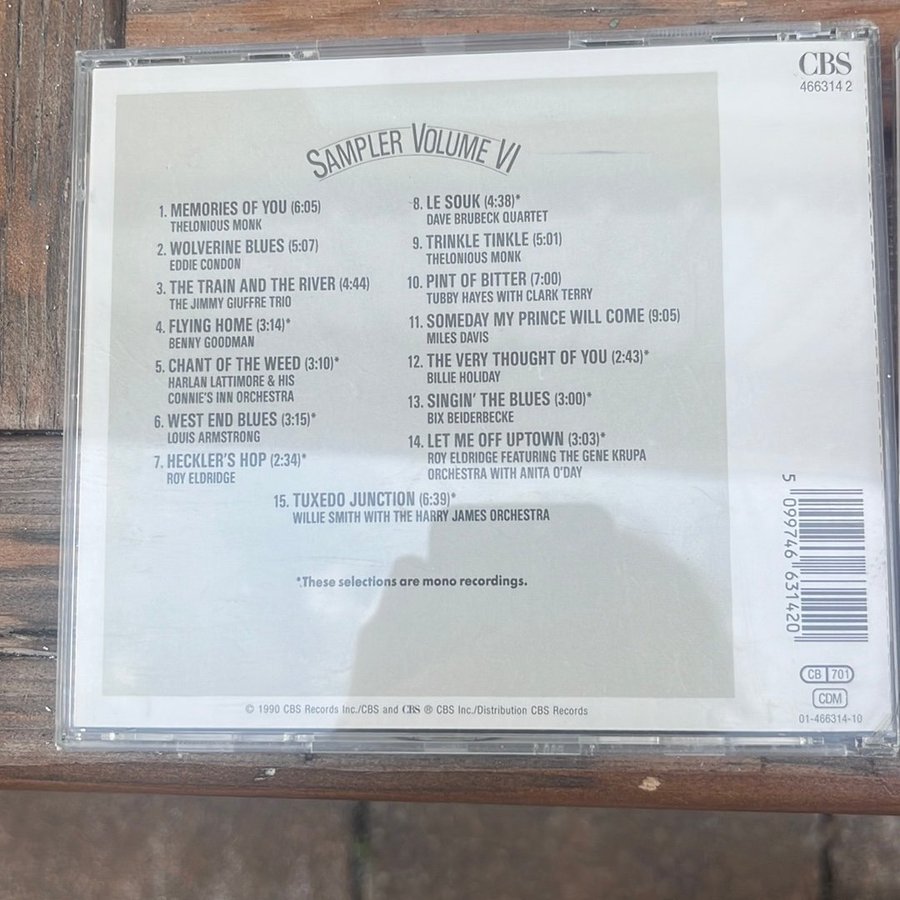 CBS
466314 2
SAMPLER VOLUME VI
1. MEMORIES OF YOU (6:05)
THELONIOUS MONK
2. WOLVERINE BLUES (5:07)
EDDIE CONDON
3. THE TRAIN AND THE RIVER (4:44)
THE JIMMY GIUFFRE TRIO
4. FLYING HOME (3:14)*
BENNY GOODMAN
5. CHANT OF THE WEED (3:10)*
HARLAN LATTIMORE & HIS
CONNIE'S INN ORCHESTRA
6. WEST END BLUES (3:15)*
LOUIS ARMSTRONG
7. HECKLER'S HOP (2:34)*
ROY ELDRIDGE
8. LE SOUK (4:38)*
DAVE BRUBECK QUARTET
9. TRINKLE TINKLE (5:01)
THELONIOUS MONK
10. PINT OF BITTER (7:00)
TUBBY HAYES WITH CLARK TERRY
11. SOMEDAY MY PRINCE WILL COME (9:05)
MILES DAVIS
12. THE VERY THOUGHT OF YOU (2:43)*
BILLIE HOLIDAY
13. SINGIN' THE BLUES (3:00)*
BIX BEIDERBECKE
14. LET ME OFF UPTOWN (3:03)*
ROY ELDRIDGE FEATURING THE GENE KRUPA
ORCHESTRA WITH ANITA O'DAY
15. TUXEDO JUNCTION (6:39)*
WILLIE SMITH WITH THE HARRY JAMES ORCHESTRA
*These selections are mono recordings.
5 099746 631420
CB 701
CDM
01-466314-10
© 1990 CBS Records Inc./CBS and CBS ® CBS Inc./Distribution CBS Records